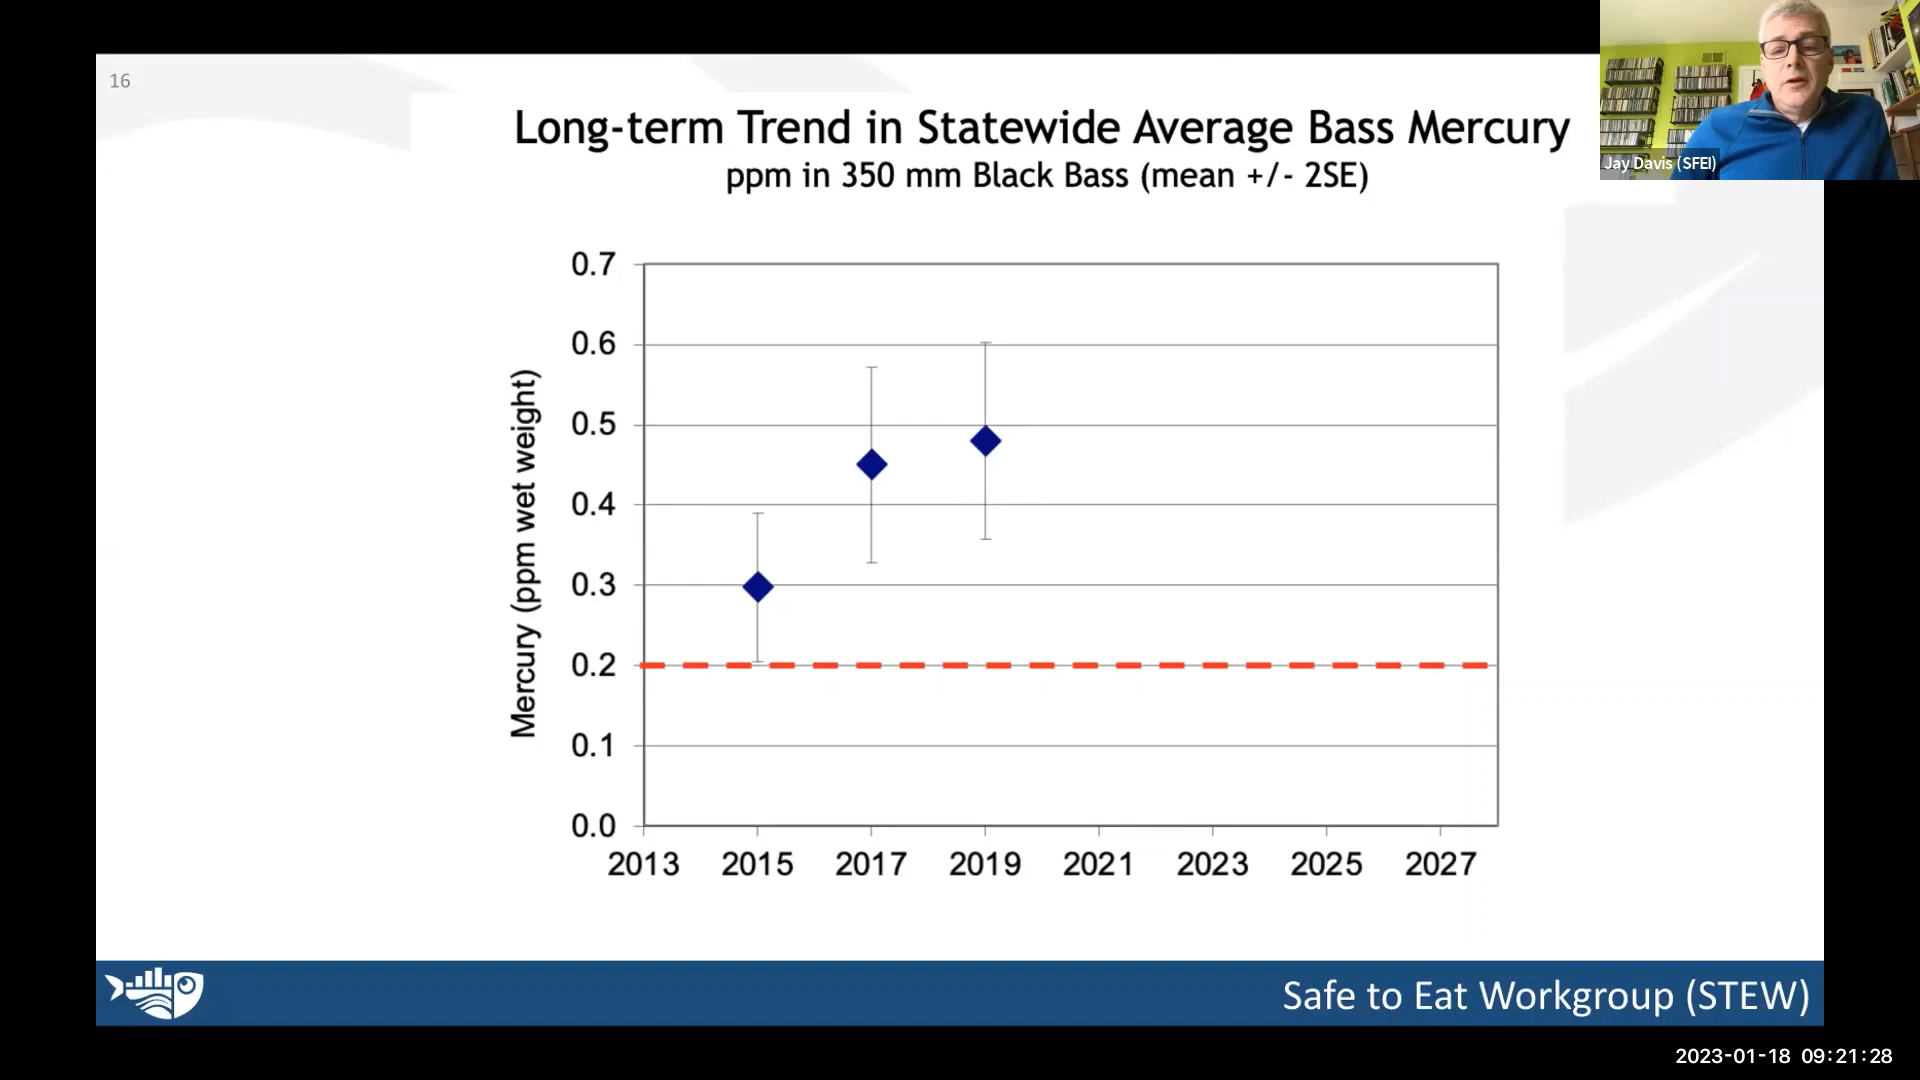 16
Long-term Trend in Statewide Average Bass Mercury
ppm in 350 mm Black Bass (mean +/- 2SE)
Jay Davis (SFEI)
Mercury (ppm wet weight)
0.7
0.6
0.5
0.4
0.3
0.2
0.1
0.0
2013 2015 2017 2019 2021 2023 2025 2027
Safe to Eat Workgroup (STEW)
2023-01-18 09:21:28